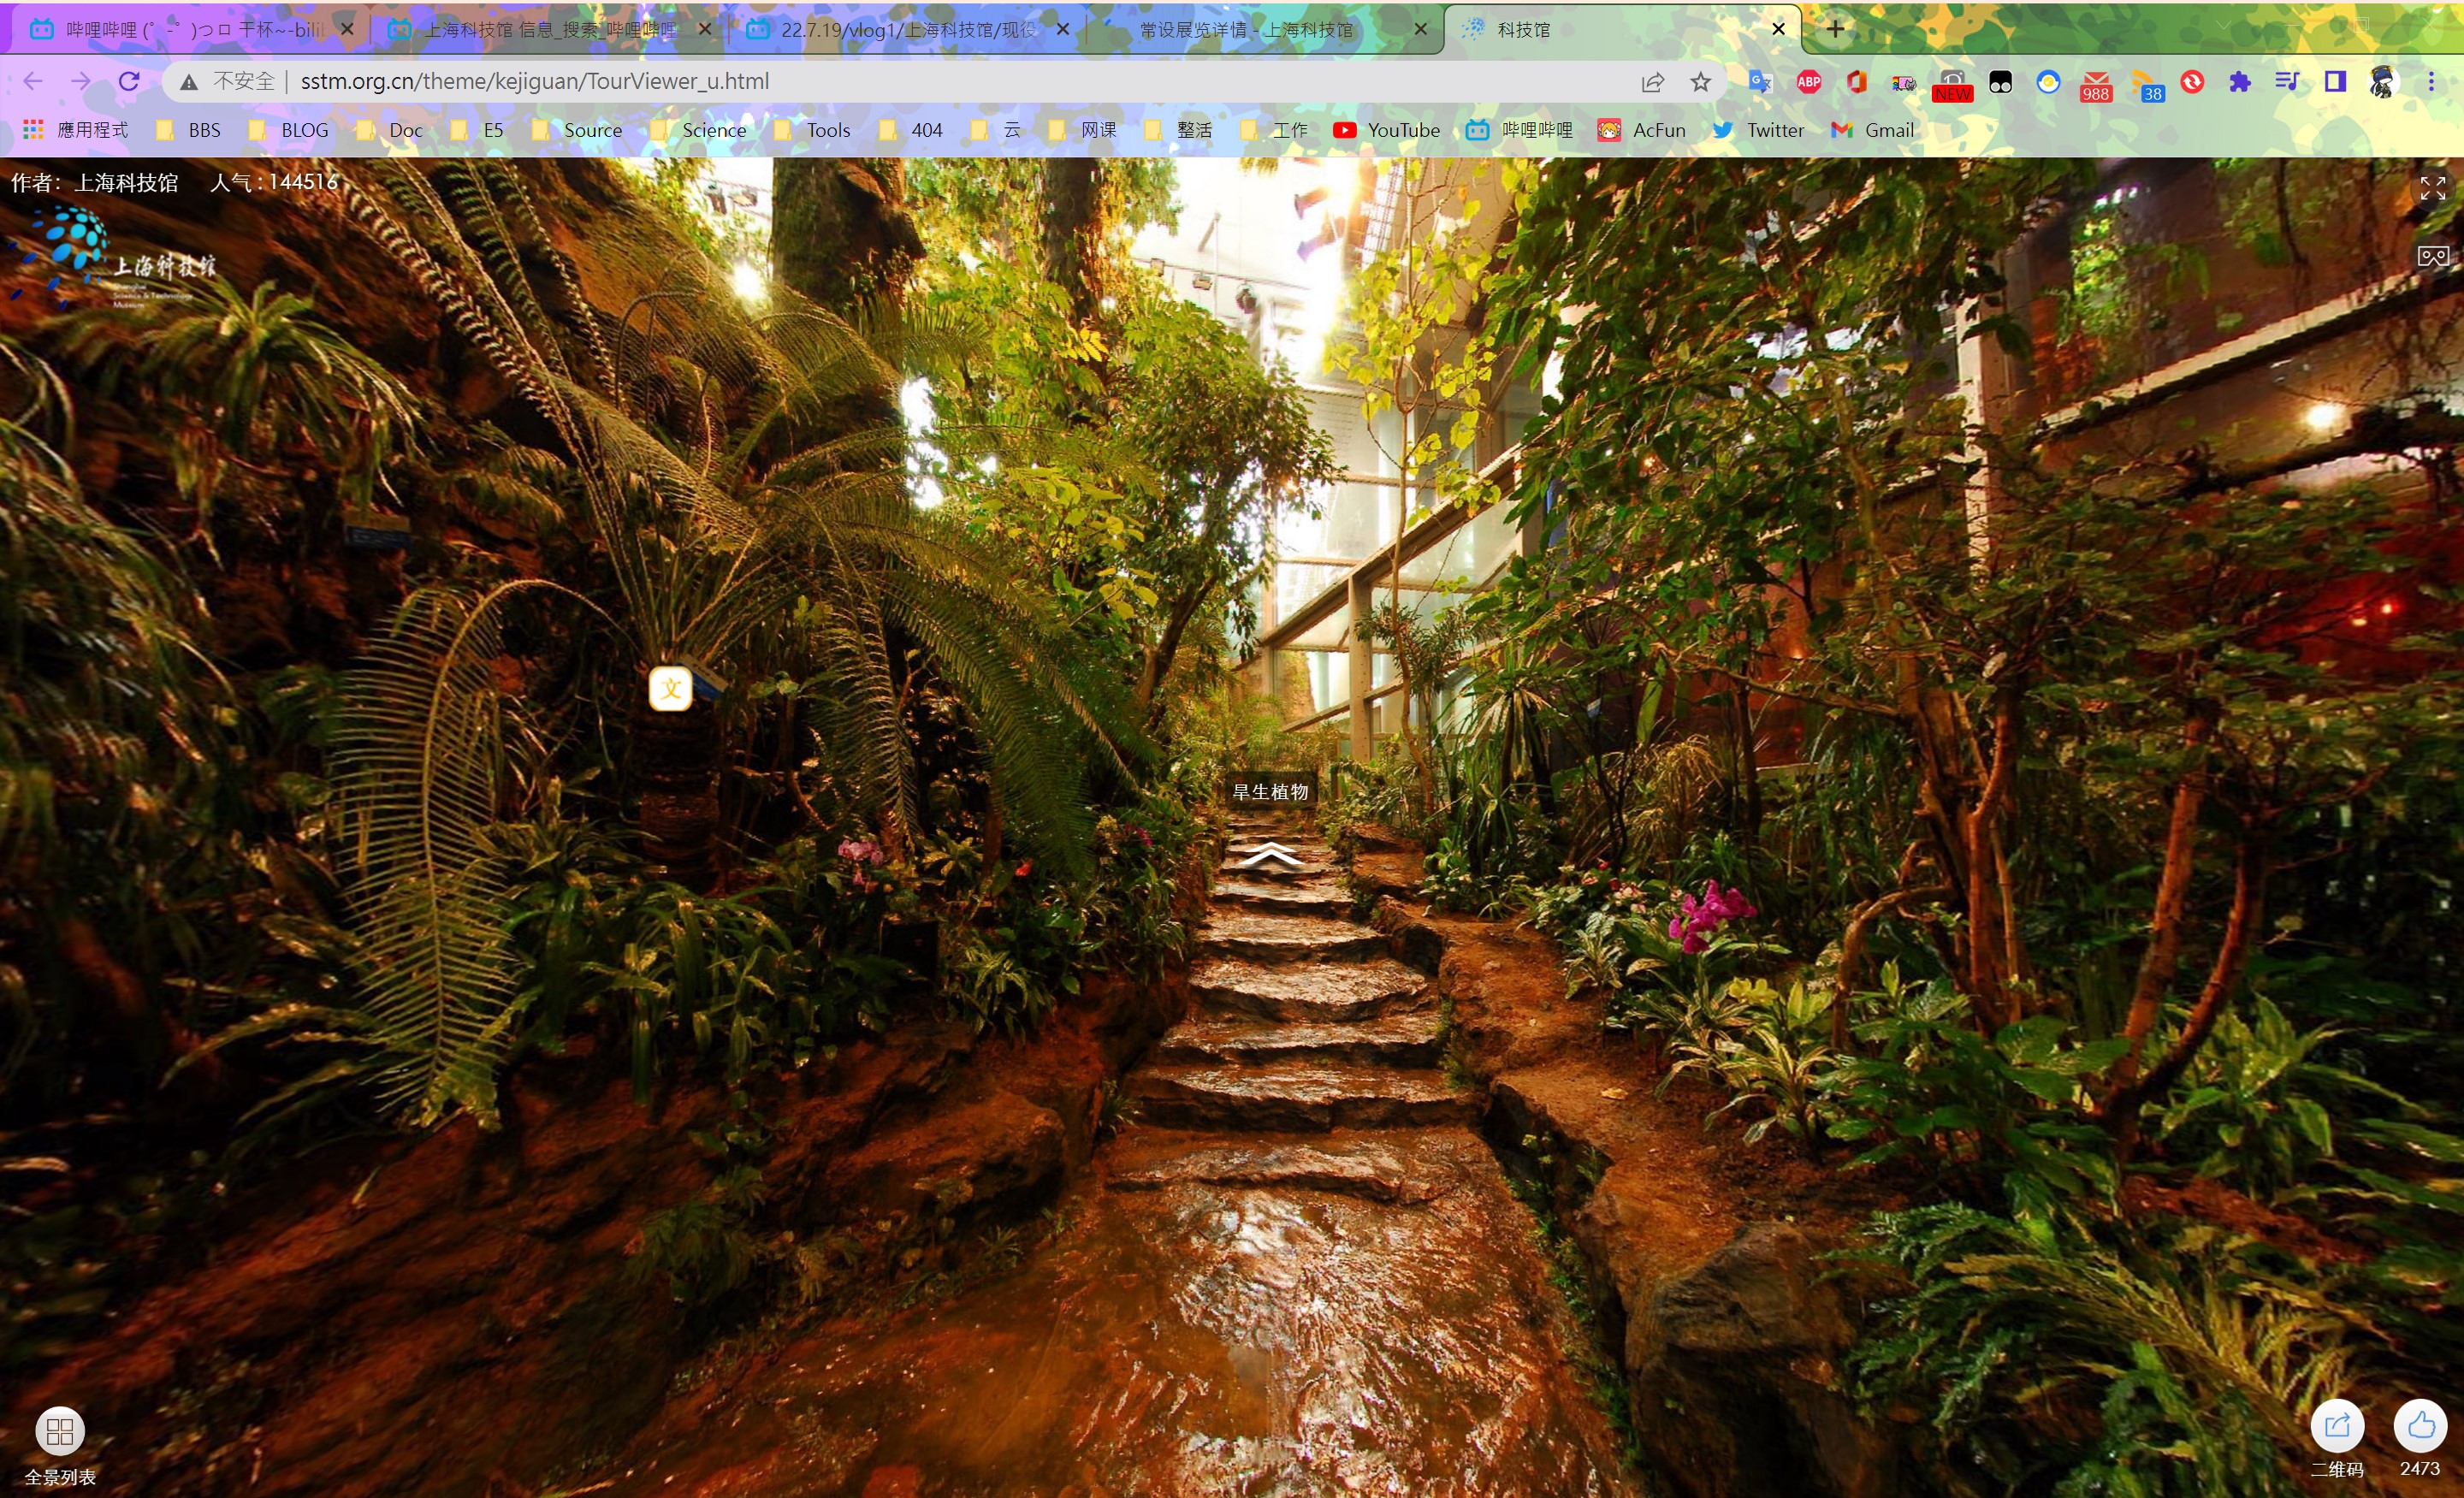 哔哩哔哩 (゜-゜)つロ 干杯~-bili
上海科技馆 信息_搜索_哔哩哔哩
22.7.19/vlog1/上海科技馆/现役
常设展览详情 - 上海科技馆
科技馆
不安全 sstm.org.cn/theme/kejiguan/TourViewer_u.html
ABP
NEW
988
38
應用程式 BBS BLOG Doc E5 Source Science Tools 404 云 网课 整活 工作 YouTube 哔哩哔哩 AcFun Twitter Gmail
作者：上海科技馆 人气 : 144516
上海科技馆
Shanghai
Science & Technology
Museum
文
旱生植物
全景列表
二维码
2473